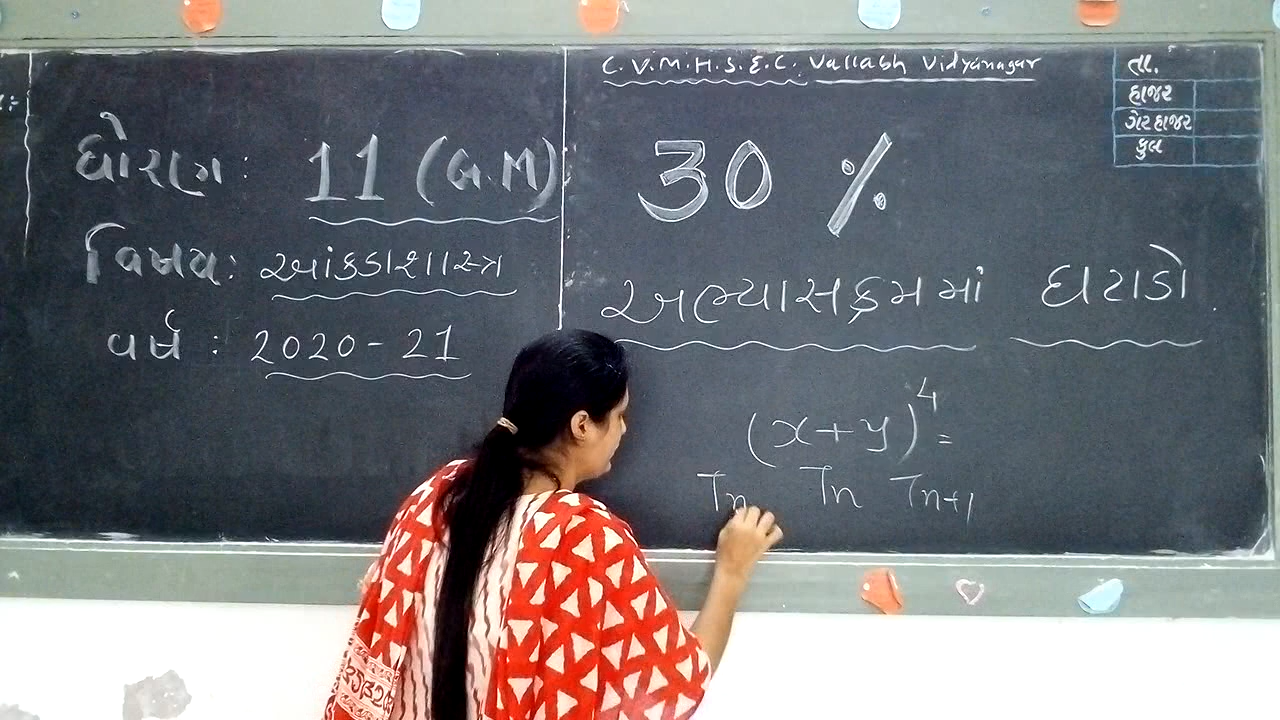 C.V.M.H.S.E.C. Vallabh Vidyanagar
તા.
હાજર
ગેરહાજર
કુલ
ધોરણ: 11 (G.M)
વિષય: આંકડાશાસ્ત્ર
વર્ષ : 2020-21
30 %
અભ્યાસક્રમમાં ઘટાડો.
(x+y)⁴ =
Tn Tn Tn+1